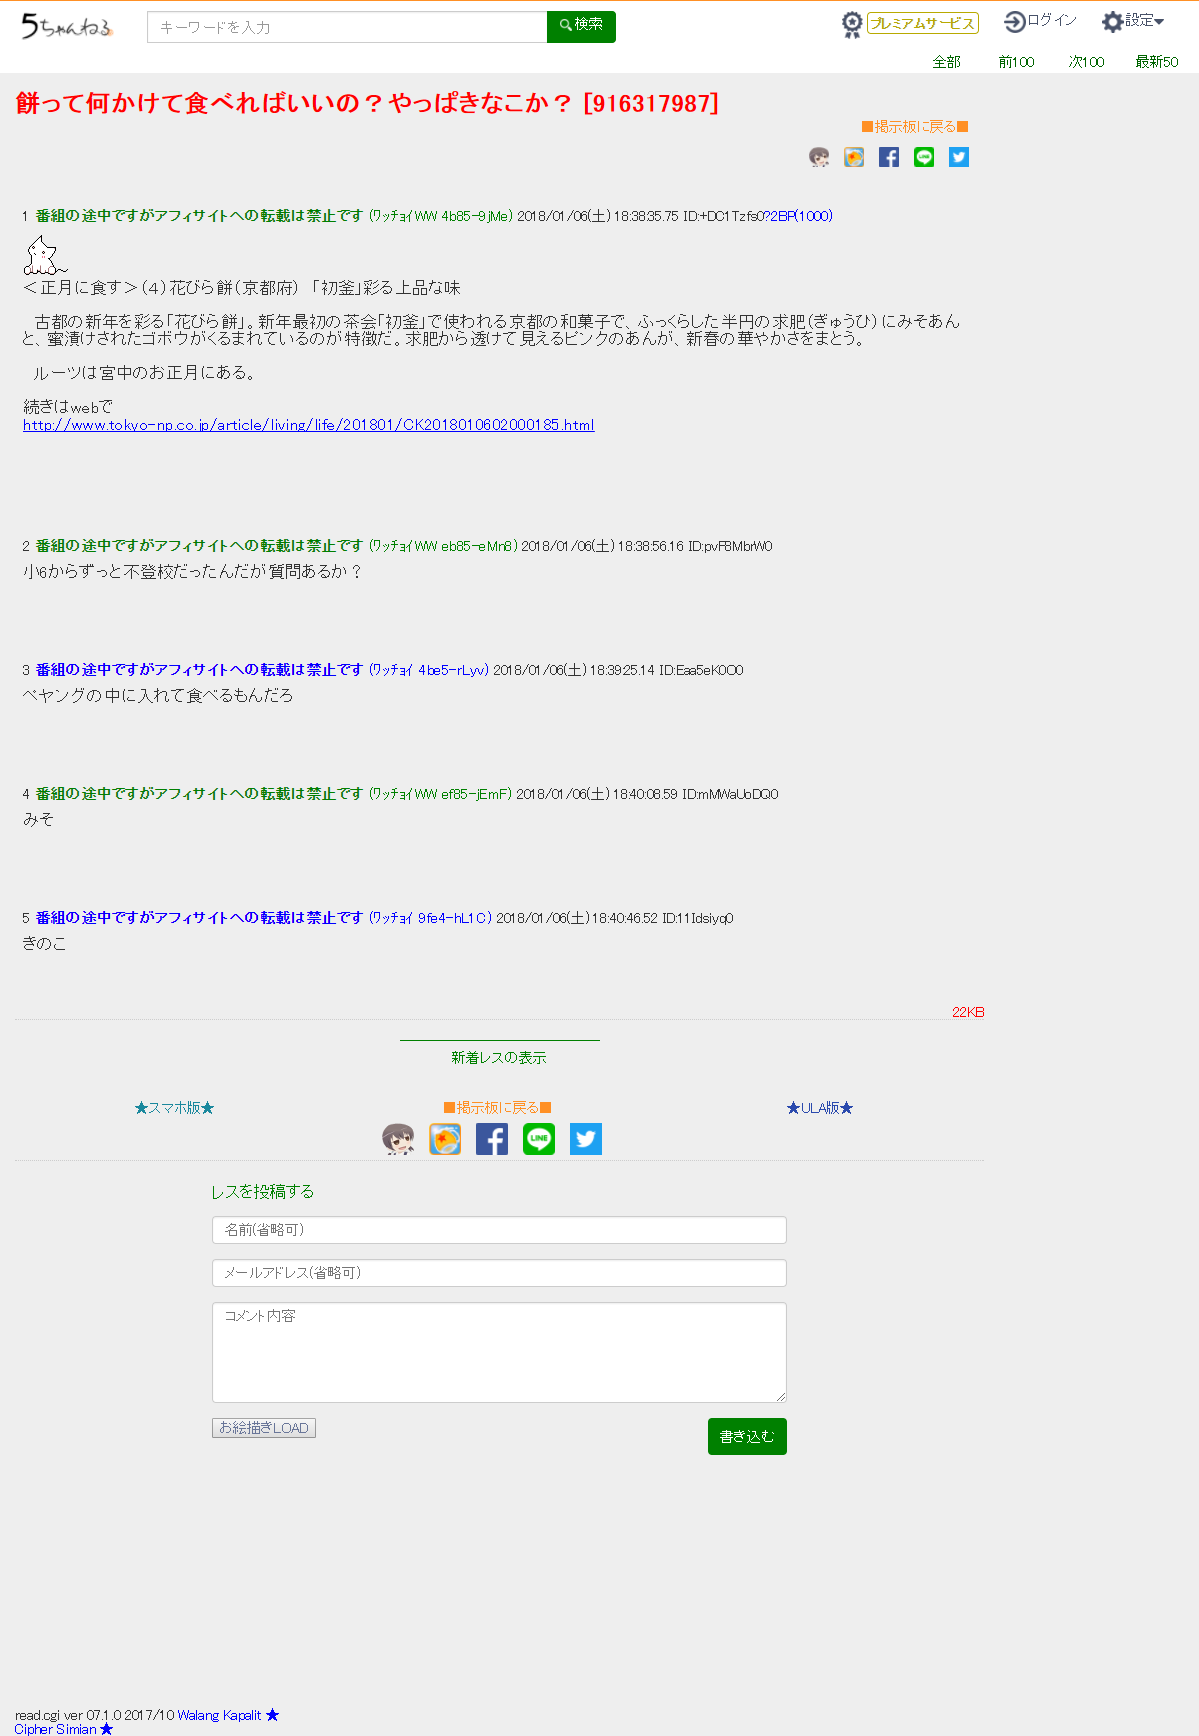 5ちゃんねる
キーワードを入力
検索
プレミアムサービス
ログイン
設定
全部 前100 次100 最新50
餅って何かけて食べればいいの？やっぱきなこか？ [916317987]
■掲示板に戻る■
1 番組の途中ですがアフィサイトへの転載は禁止です (ﾜｯﾁｮｲWW 4b85-9jMe) 2018/01/06(土) 18:38:35.75 ID:+DC1Tzfs0?2BP(1000)
＜正月に食す＞（４）花びら餅（京都府）　「初釜」彩る上品な味
　古都の新年を彩る「花びら餅」。新年最初の茶会「初釜」で使われる京都の和菓子で、ふっくらした半円の求肥（ぎゅうひ）にみそあん
と、蜜漬けされたゴボウがくるまれているのが特徴だ。求肥から透けて見えるピンクのあんが、新春の華やかさをまとう。
　ルーツは宮中のお正月にある。
続きはwebで
http://www.tokyo-np.co.jp/article/living/life/201801/CK2018010602000185.html
2 番組の途中ですがアフィサイトへの転載は禁止です (ﾜｯﾁｮｲWW eb85-eMn8) 2018/01/06(土) 18:38:56.16 ID:pvF8MbrW0
小6からずっと不登校だったんだが質問あるか？
3 番組の途中ですがアフィサイトへの転載は禁止です (ﾜｯﾁｮｲ 4be5-rLyv) 2018/01/06(土) 18:39:25.14 ID:Eaa5eK0O0
ペヤングの中に入れて食べるもんだろ
4 番組の途中ですがアフィサイトへの転載は禁止です (ﾜｯﾁｮｲWW ef85-jEmF) 2018/01/06(土) 18:40:08.59 ID:mMWaUoDQ0
みそ
5 番組の途中ですがアフィサイトへの転載は禁止です (ﾜｯﾁｮｲ 9fe4-hL1C) 2018/01/06(土) 18:40:46.52 ID:11Idsiyq0
きのこ
22KB
新着レスの表示
★スマホ版★ ■掲示板に戻る■ ★ULA版★
LINE
レスを投稿する
名前(省略可)
メールアドレス(省略可)
コメント内容
お絵描きLOAD
書き込む
read.cgi ver 07.1.0 2017/10 Walang Kapalit ★
Cipher Simian ★